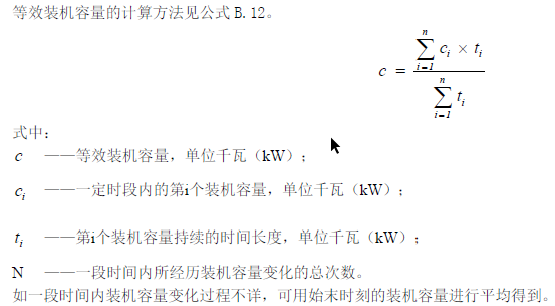 等效装机容量的计算方法见公式 B.12。
c = \frac{\sum_{i=1}^{n} c_i × t_i}{\sum_{i=1}^{n} t_i}
式中：
c ——等效装机容量，单位千瓦（kW）；
c_i ——一定时段内的第i个装机容量，单位千瓦（kW）；
t_i ——第i个装机容量持续的时间长度，单位千瓦（kW）；
N ——一段时间内所经历装机容量变化的总次数。
如一段时间内装机容量变化过程不详，可用始末时刻的装机容量进行平均得到。